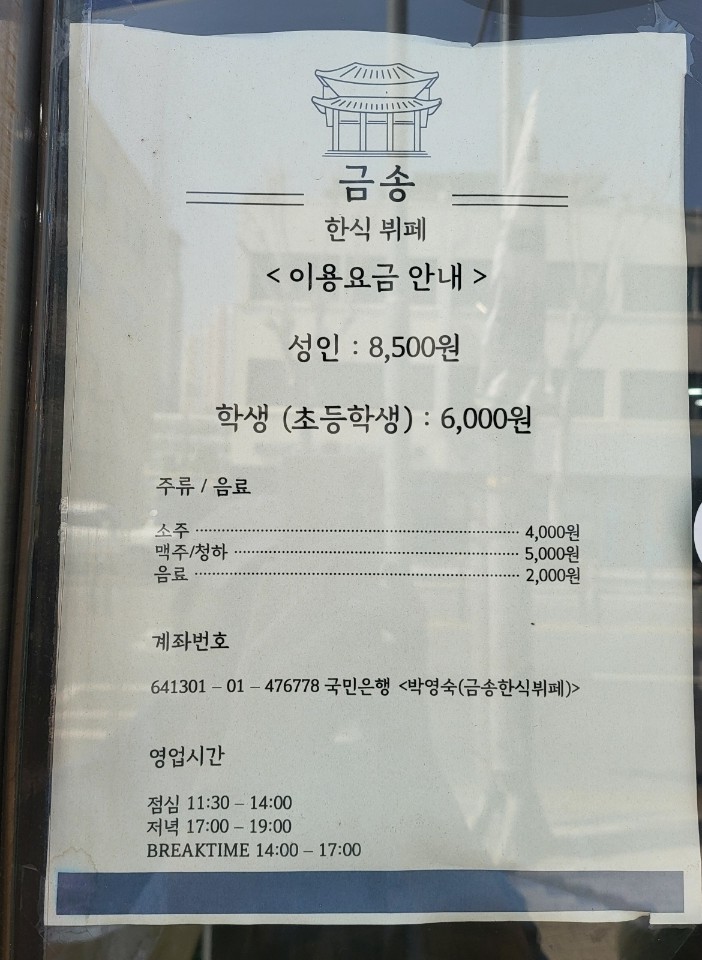 금송
한식 뷔페
< 이용요금 안내 >
성인 : 8,500원
학생 (초등학생) : 6,000원
주류 / 음료
소주 ··· 4,000원
맥주/청하 ··· 5,000원
음료 ··· 2,000원
계좌번호
641301 – 01 – 476778 국민은행 <박영숙(금송한식뷔페)>
영업시간
점심 11:30 – 14:00
저녁 17:00 – 19:00
BREAKTIME 14:00 – 17:00